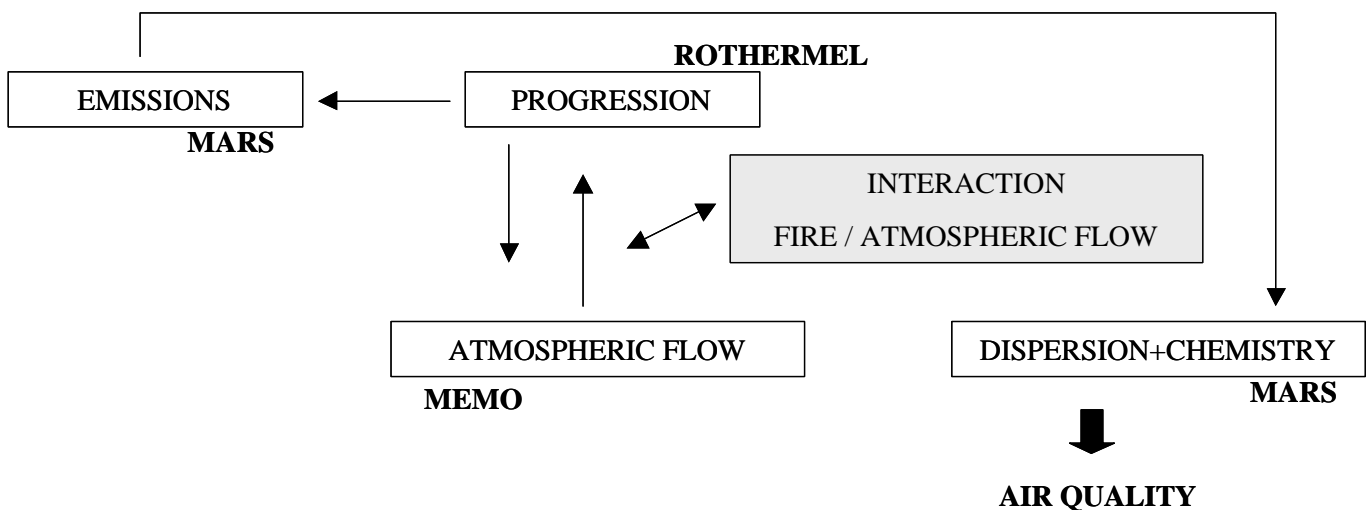 ROTHERMEL
EMISSIONS
PROGRESSION
MARS
INTERACTION
FIRE / ATMOSPHERIC FLOW
ATMOSPHERIC FLOW
DISPERSION+CHEMISTRY
MEMO
MARS
AIR QUALITY